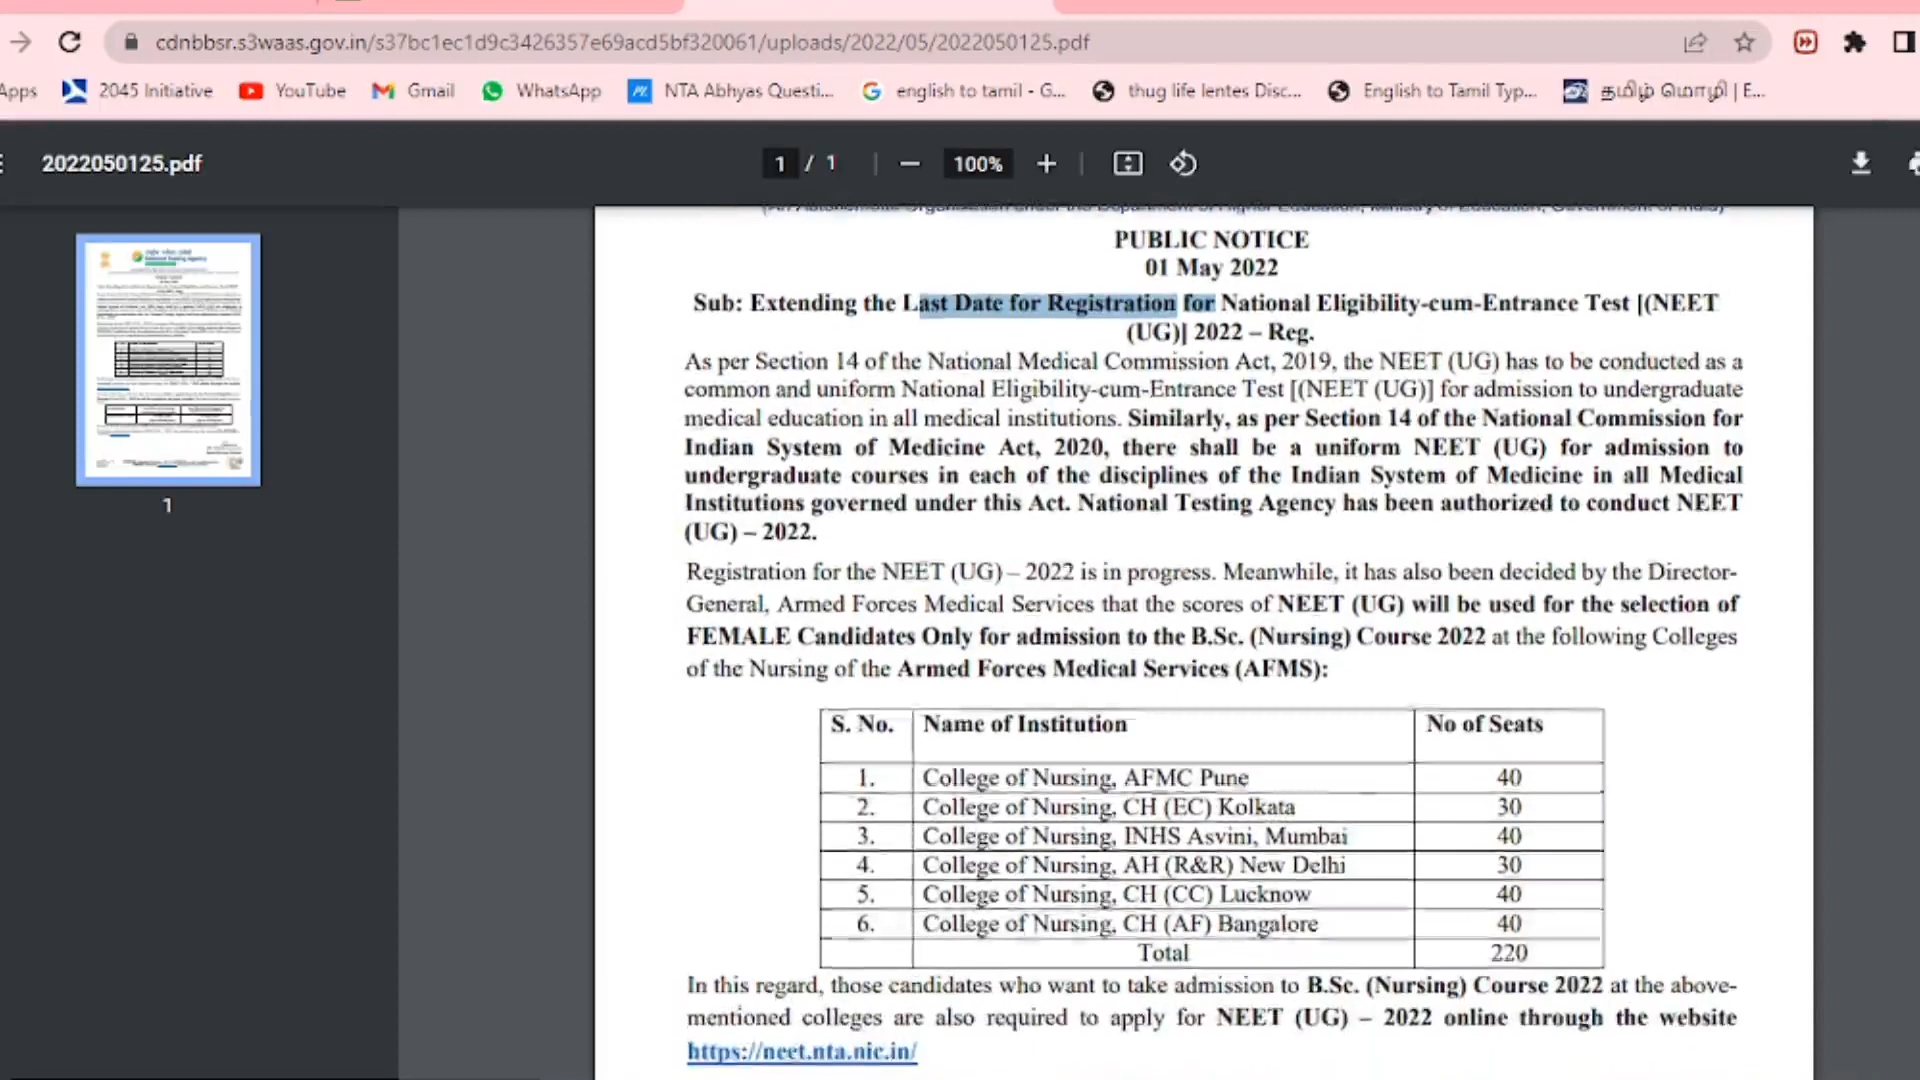 cdnbbsr.s3waas.gov.in/s37bc1ec1d9c3426357e69acd5bf320061/uploads/2022/05/2022050125.pdf
Apps 2045 Initiative YouTube Gmail WhatsApp NTA Abhyas Questi... english to tamil - G... thug life lentes Disc... English to Tamil Typ... தமிழ் மொழி | E...
2022050125.pdf 1 / 1 100%
(An Autonomous Organization under the Department of Higher Education, Ministry of Education, Government of India)
PUBLIC NOTICE
01 May 2022
Sub: Extending the Last Date for Registration for National Eligibility-cum-Entrance Test [(NEET
(UG)] 2022 – Reg.
As per Section 14 of the National Medical Commission Act, 2019, the NEET (UG) has to be conducted as a
common and uniform National Eligibility-cum-Entrance Test [(NEET (UG)] for admission to undergraduate
medical education in all medical institutions. Similarly, as per Section 14 of the National Commission for
Indian System of Medicine Act, 2020, there shall be a uniform NEET (UG) for admission to
undergraduate courses in each of the disciplines of the Indian System of Medicine in all Medical
Institutions governed under this Act. National Testing Agency has been authorized to conduct NEET
(UG) – 2022.
Registration for the NEET (UG) – 2022 is in progress. Meanwhile, it has also been decided by the Director-
General, Armed Forces Medical Services that the scores of NEET (UG) will be used for the selection of
FEMALE Candidates Only for admission to the B.Sc. (Nursing) Course 2022 at the following Colleges
of the Nursing of the Armed Forces Medical Services (AFMS):
S. No. Name of Institution No of Seats
1. College of Nursing, AFMC Pune 40
2. College of Nursing, CH (EC) Kolkata 30
3. College of Nursing, INHS Asvini, Mumbai 40
4. College of Nursing, AH (R&R) New Delhi 30
5. College of Nursing, CH (CC) Lucknow 40
6. College of Nursing, CH (AF) Bangalore 40
Total 220
1
In this regard, those candidates who want to take admission to B.Sc. (Nursing) Course 2022 at the above-
mentioned colleges are also required to apply for NEET (UG) – 2022 online through the website
https://neet.nta.nic.in/